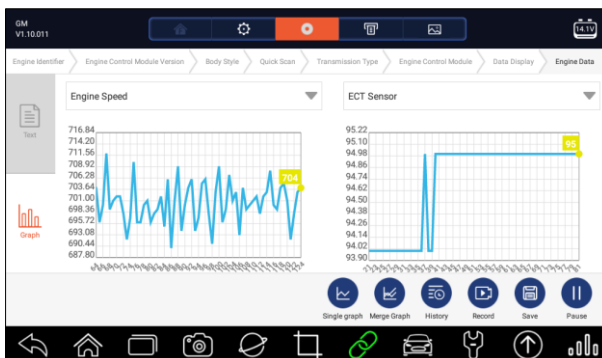 GM
V1.10.011
14.1V
Engine Identifier
Engine Control Module Version
Body Style
Quick Scan
Transmission Type
Engine Control Module
Data Display
Engine Data
Text
Graph
Engine Speed
716.84
714.20
711.56
708.92
706.28
703.64
701.00
698.36
695.72
693.08
690.44
687.80
704
ECT Sensor
95.22
95.10
94.98
94.86
94.74
94.62
94.50
94.38
94.26
94.14
94.02
93.90
95
Single graph
Merge Graph
History
Record
Save
Pause